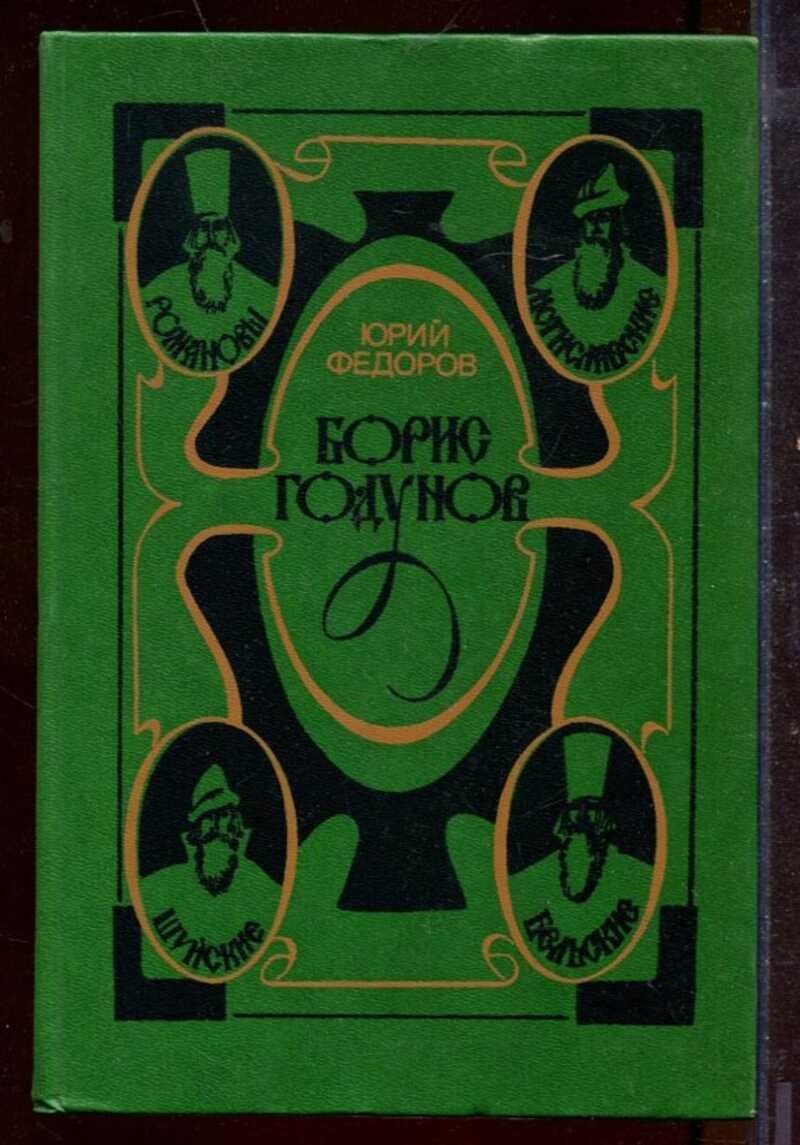 РОМАНОВЫ
МСТИСЛАВСКИЕ
ЮРИЙ
ФЕДОРОВ
БОРИС
ГОДУНОВ
ШУЙСКИЕ
БЕЛЬСКИЕ